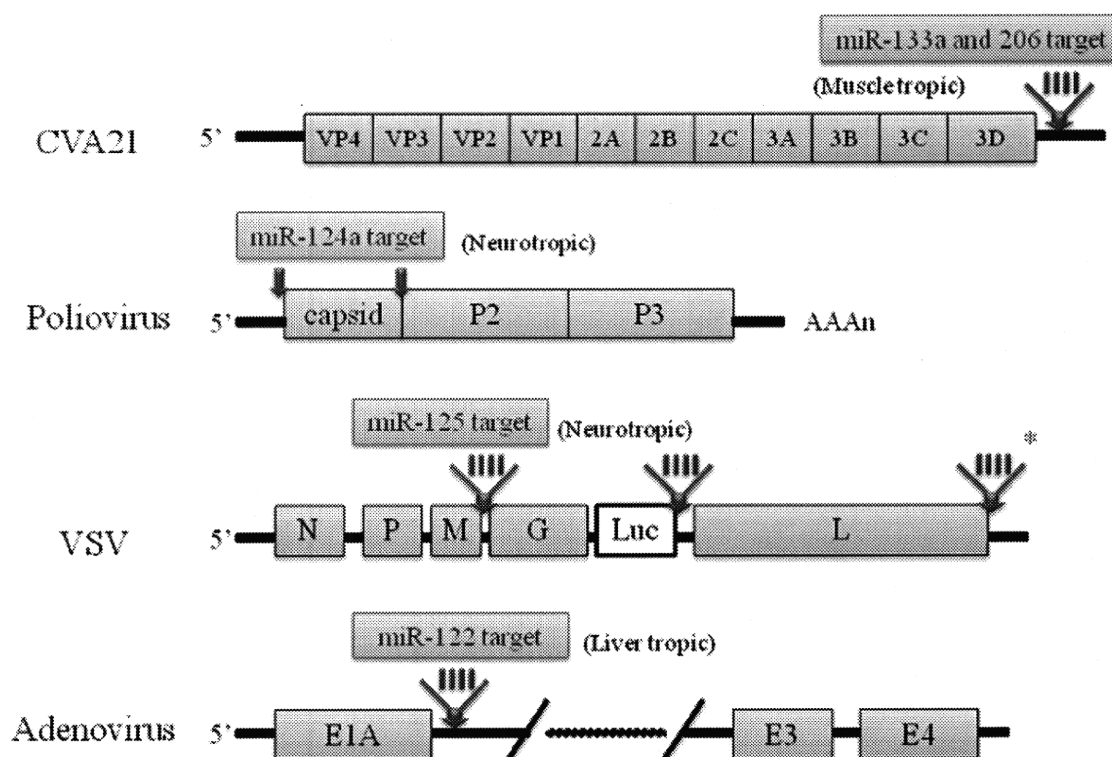 miR-133a and 206 target
(Muscle tropic)
CVA21 5' VP4 VP3 VP2 VP1 2A 2B 2C 3A 3B 3C 3D
miR-124a target (Neurotropic)
Poliovirus 5' capsid P2 P3 AAAn
miR-125 target (Neurotropic) *
VSV 5' N P M G Luc L
miR-122 target (Liver tropic)
Adenovirus 5' E1A E3 E4